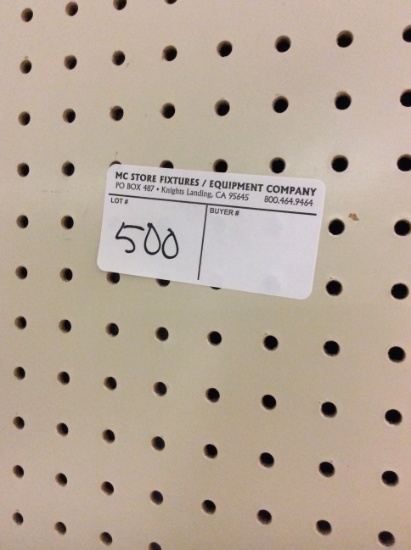 MC STORE FIXTURES / EQUIPMENT COMPANY
PO BOX 487 • Knights Landing, CA 95645 800.464.9464
LOT # BUYER #
500